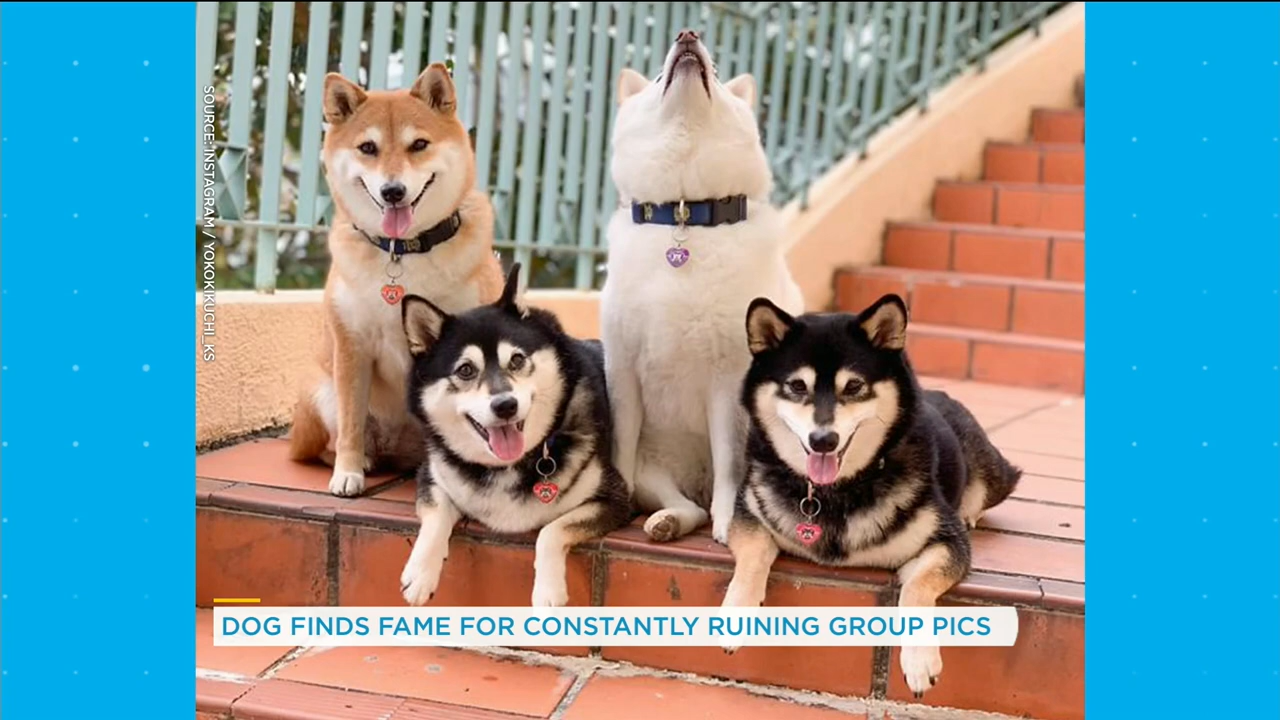 SOURCE: INSTAGRAM / YOKOKIKUCHI_KS
DOG FINDS FAME FOR CONSTANTLY RUINING GROUP PICS